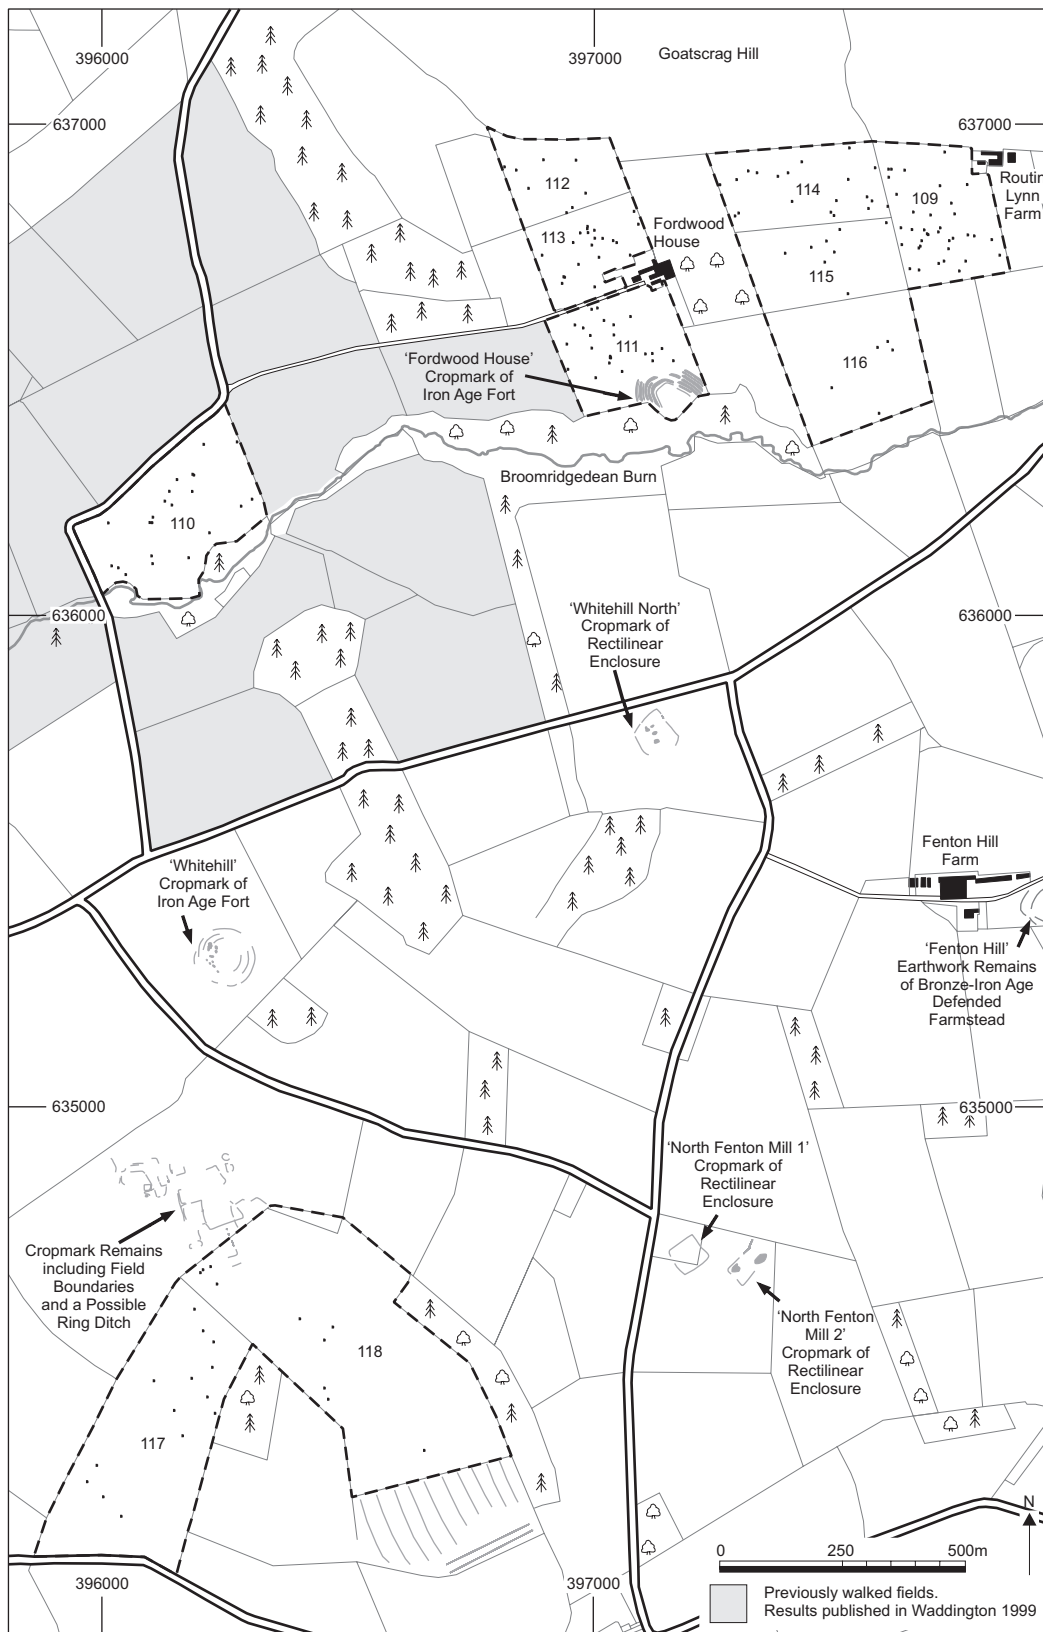 396000
397000
Goatscrag Hill
637000
637000
Routin
Lynn
Farm
112
114
109
113
Fordwood
House
115
111
116
'Fordwood House'
Cropmark of
Iron Age Fort
Broomridgedean Burn
110
636000
636000
'Whitehill North'
Cropmark of
Rectilinear
Enclosure
Fenton Hill
Farm
'Whitehill'
Cropmark of
Iron Age Fort
'Fenton Hill'
Earthwork Remains
of Bronze-Iron Age
Defended
Farmstead
635000
635000
'North Fenton Mill 1'
Cropmark of
Rectilinear
Enclosure
Cropmark Remains
including Field
Boundaries
and a Possible
Ring Ditch
'North Fenton
Mill 2'
Cropmark of
Rectilinear
Enclosure
118
117
N
0 250 500m
396000
397000
Previously walked fields.
Results published in Waddington 1999